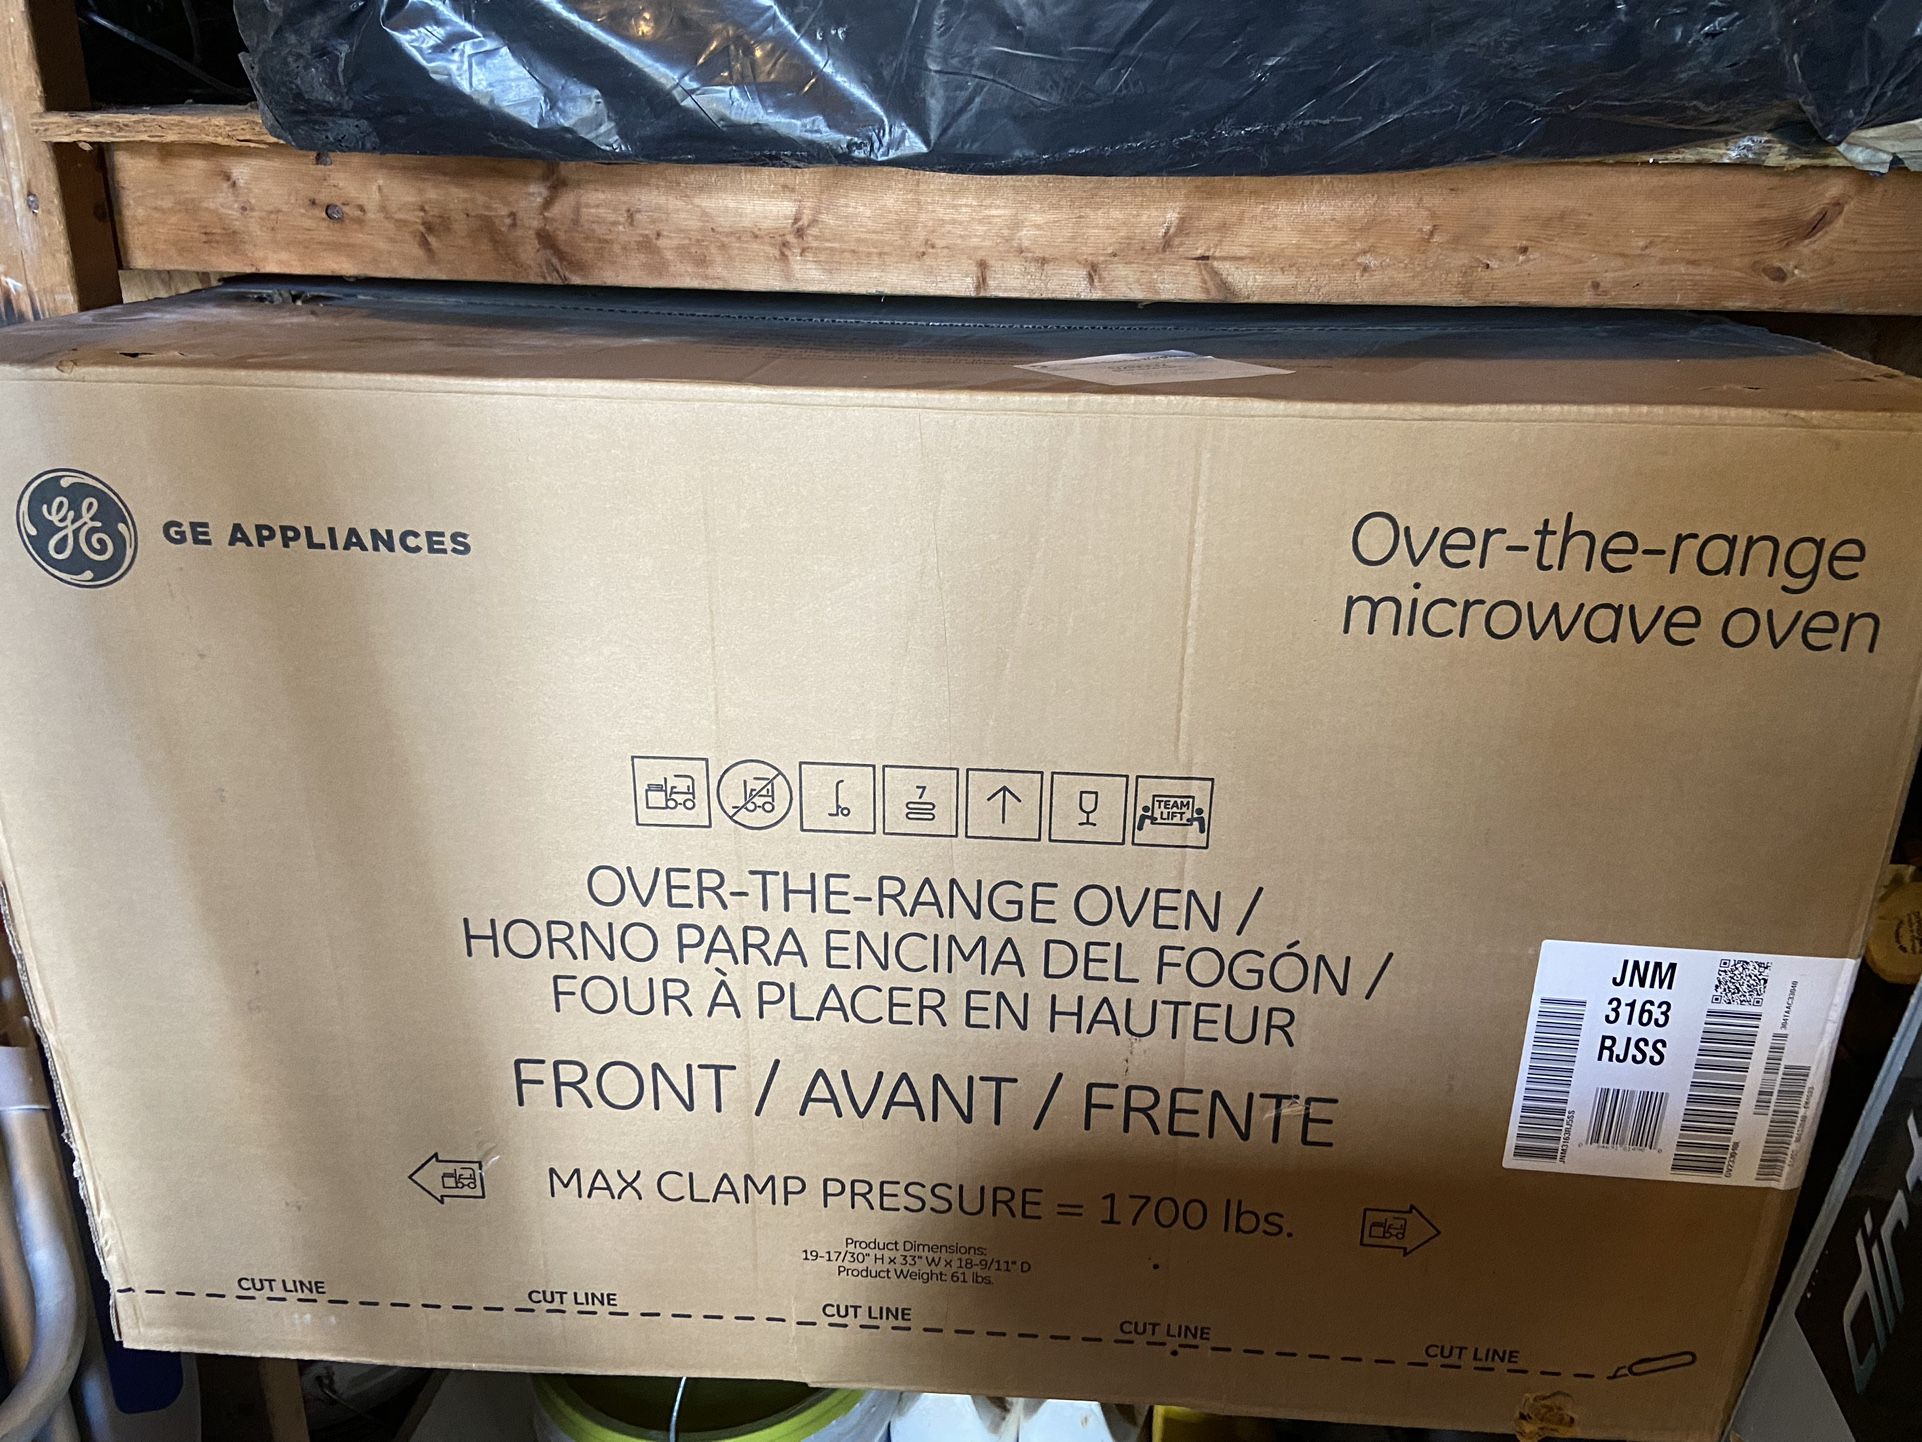 GE APPLIANCES
Over-the-range
microwave oven
7
TEAM
LIFT
OVER-THE-RANGE OVEN /
HORNO PARA ENCIMA DEL FOGÓN /
FOUR À PLACER EN HAUTEUR
FRONT / AVANT / FRENTE
MAX CLAMP PRESSURE = 1700 lbs.
Product Dimensions:
19-17/30" H x 33" W x 18-9/11" D
Product Weight: 61 lbs.
CUT LINE CUT LINE CUT LINE CUT LINE CUT LINE
JNM
3163
RJSS
JNM3163RJ5SS